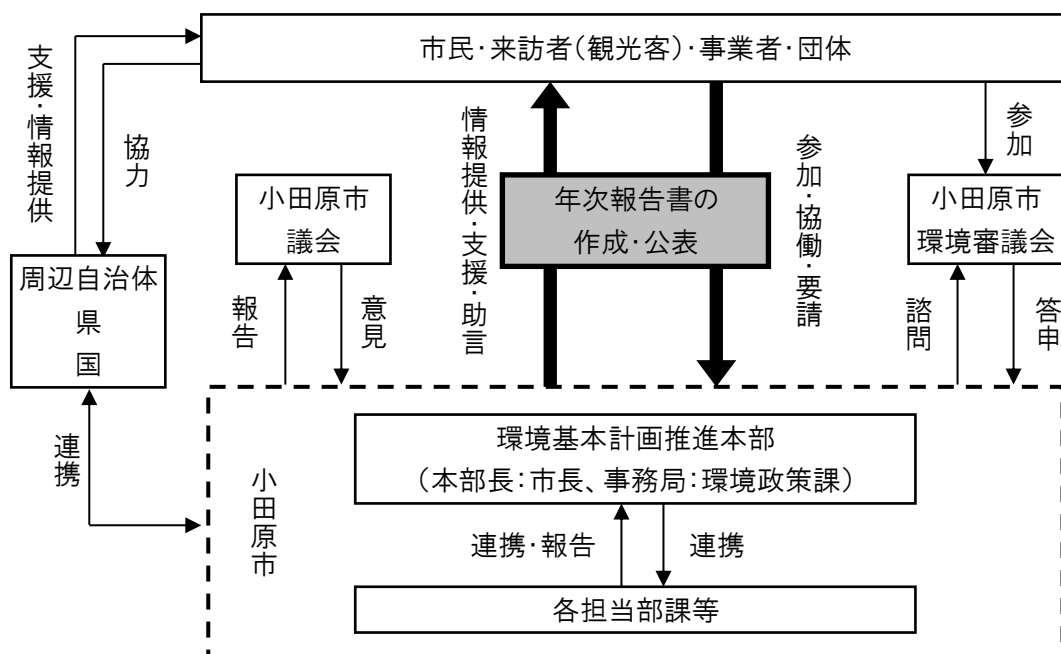 市民・来訪者（観光客）・事業者・団体
支援・情報提供
協力
情報提供・支援・助言
参加・協働・要請
参加
小田原市
議会
年次報告書の
作成・公表
小田原市
環境審議会
周辺自治体
県
国
報告
意見
諮問
答申
連携
小田原市
環境基本計画推進本部
（本部長：市長、事務局：環境政策課）
連携・報告
連携
各担当部課等